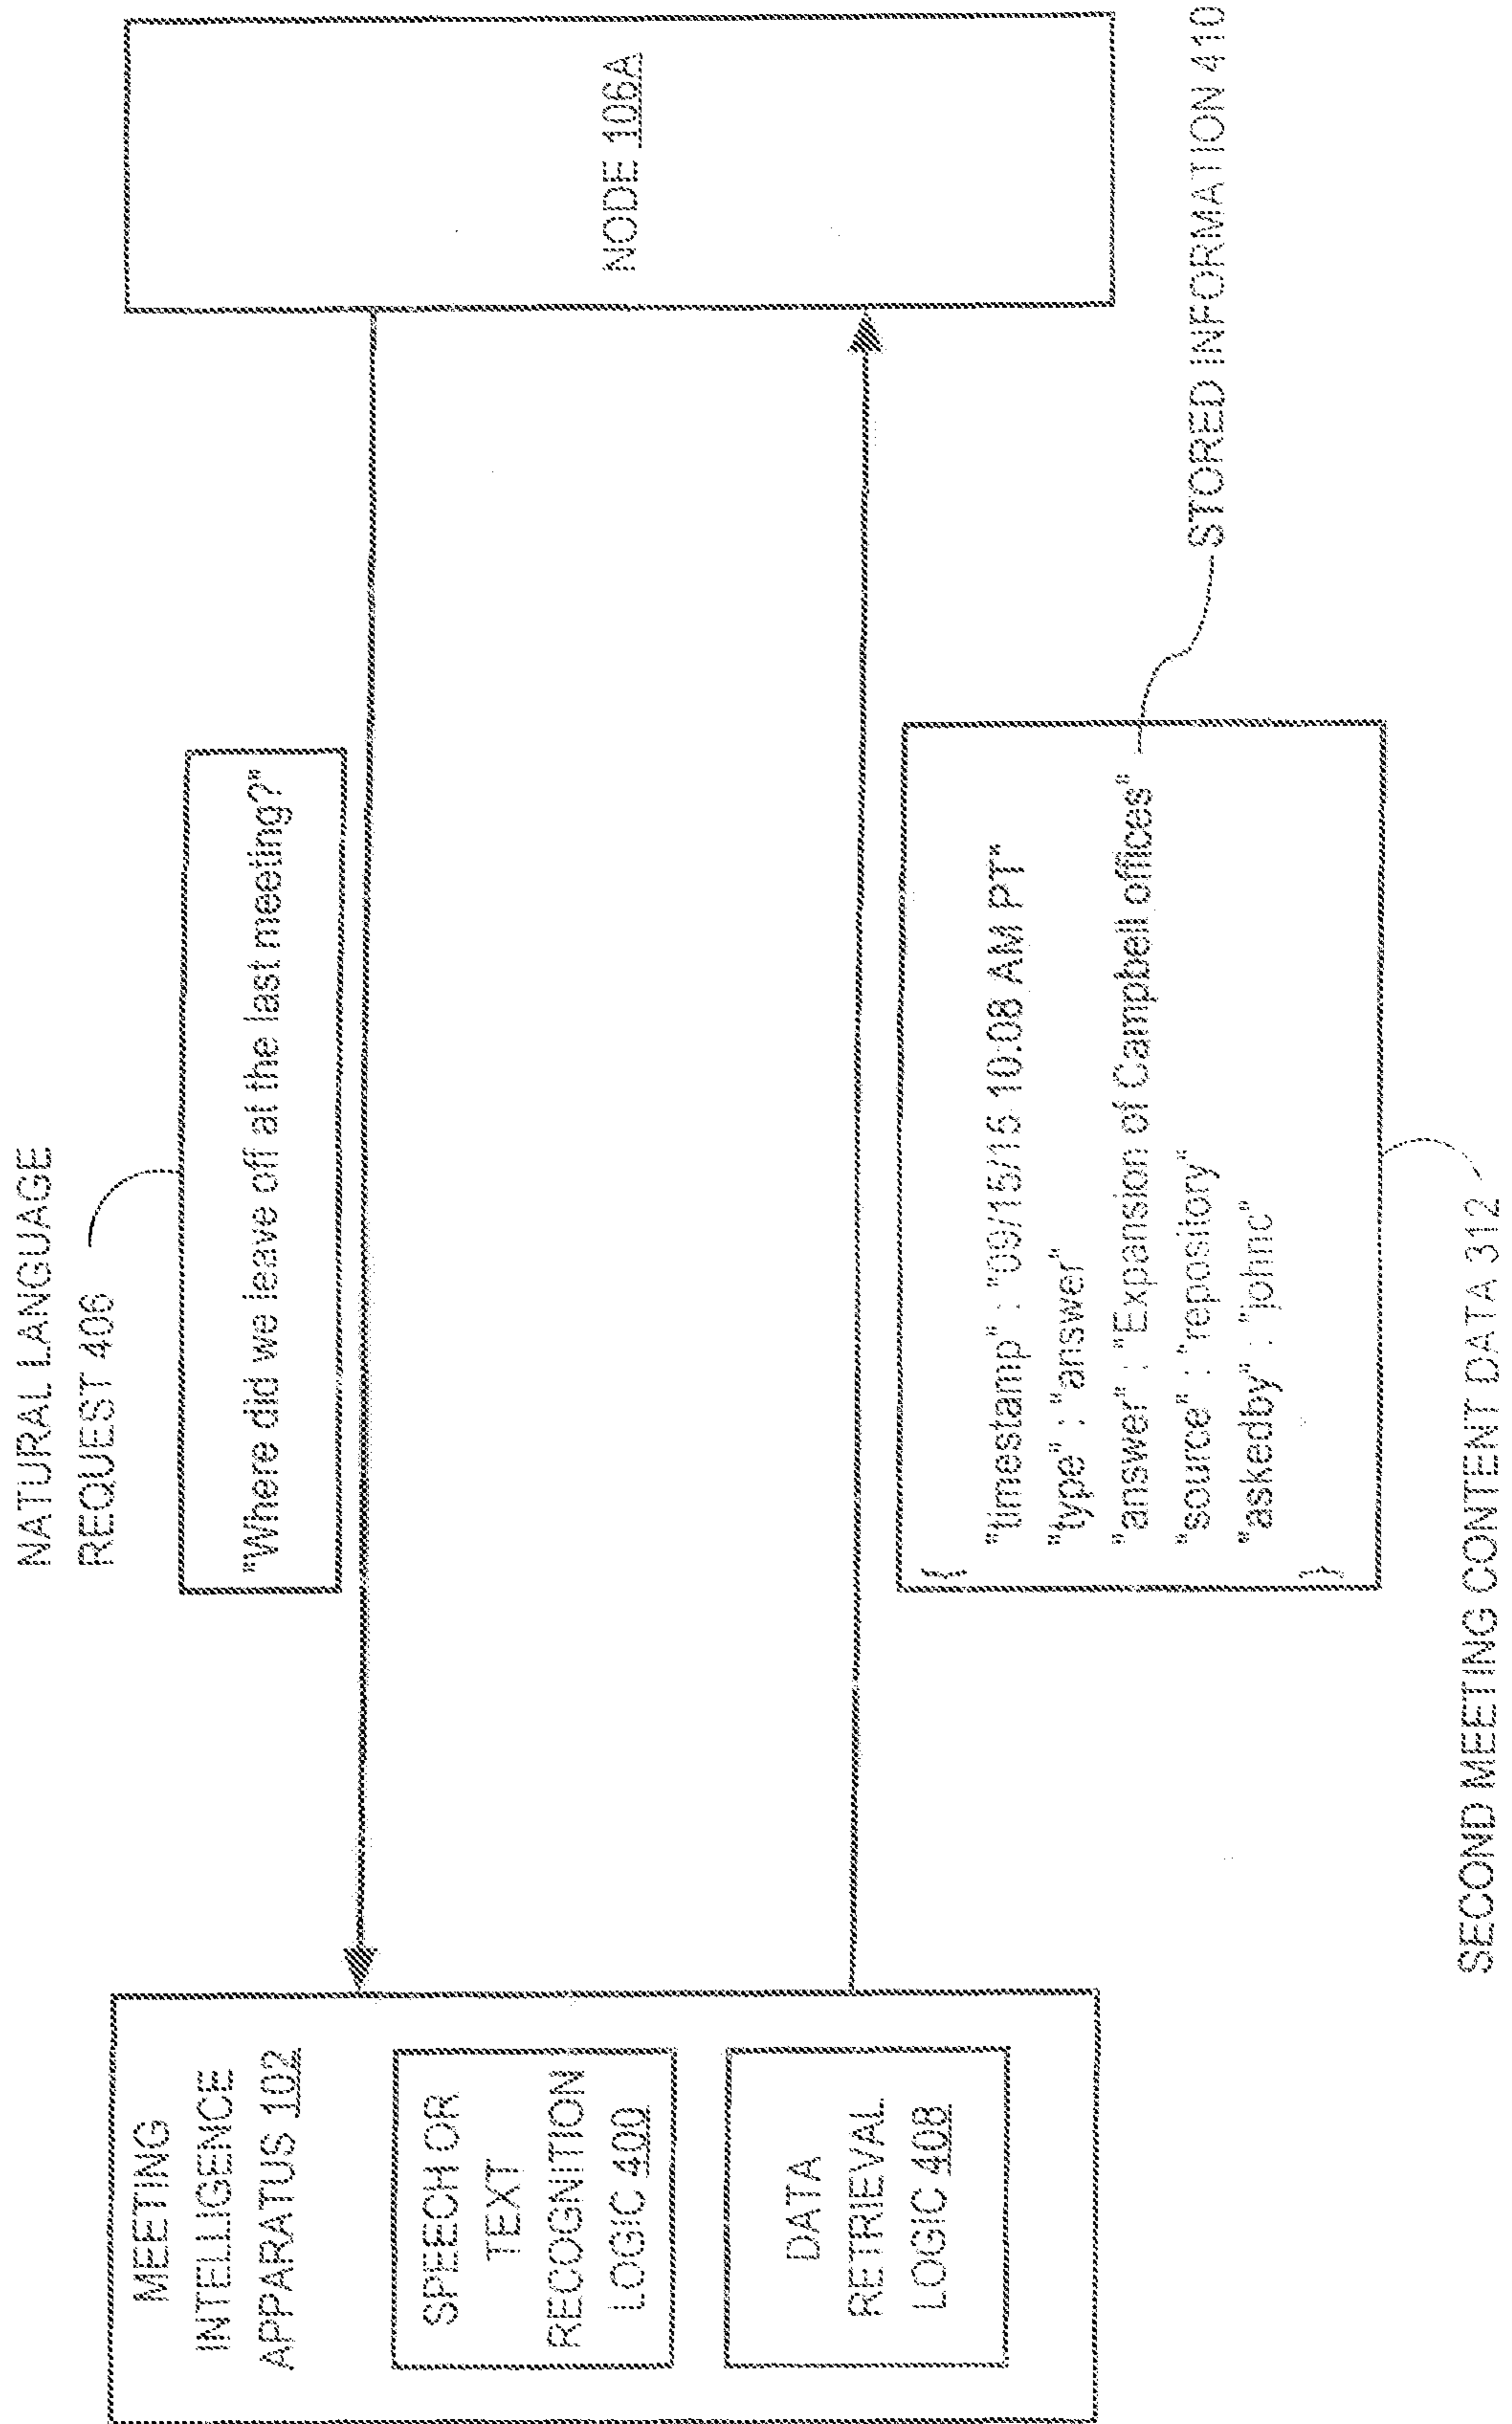 NATURAL LANGUAGE
REQUEST 406
"Where did we leave off at the last meeting?"
MEETING
INTELLIGENCE
APPARATUS 102
SPEECH OR
TEXT
RECOGNITION
LOGIC 400
DATA
RETRIEVAL
LOGIC 408
NODE 106A
{
"timestamp" : "09/15/15 10:08 AM PT"
"type" : "answer"
"answer" : "Expansion of Campbell offices"
"source" : "repository"
"askedby" : "johnc"
}
STORED INFORMATION 410
SECOND MEETING CONTENT DATA 312